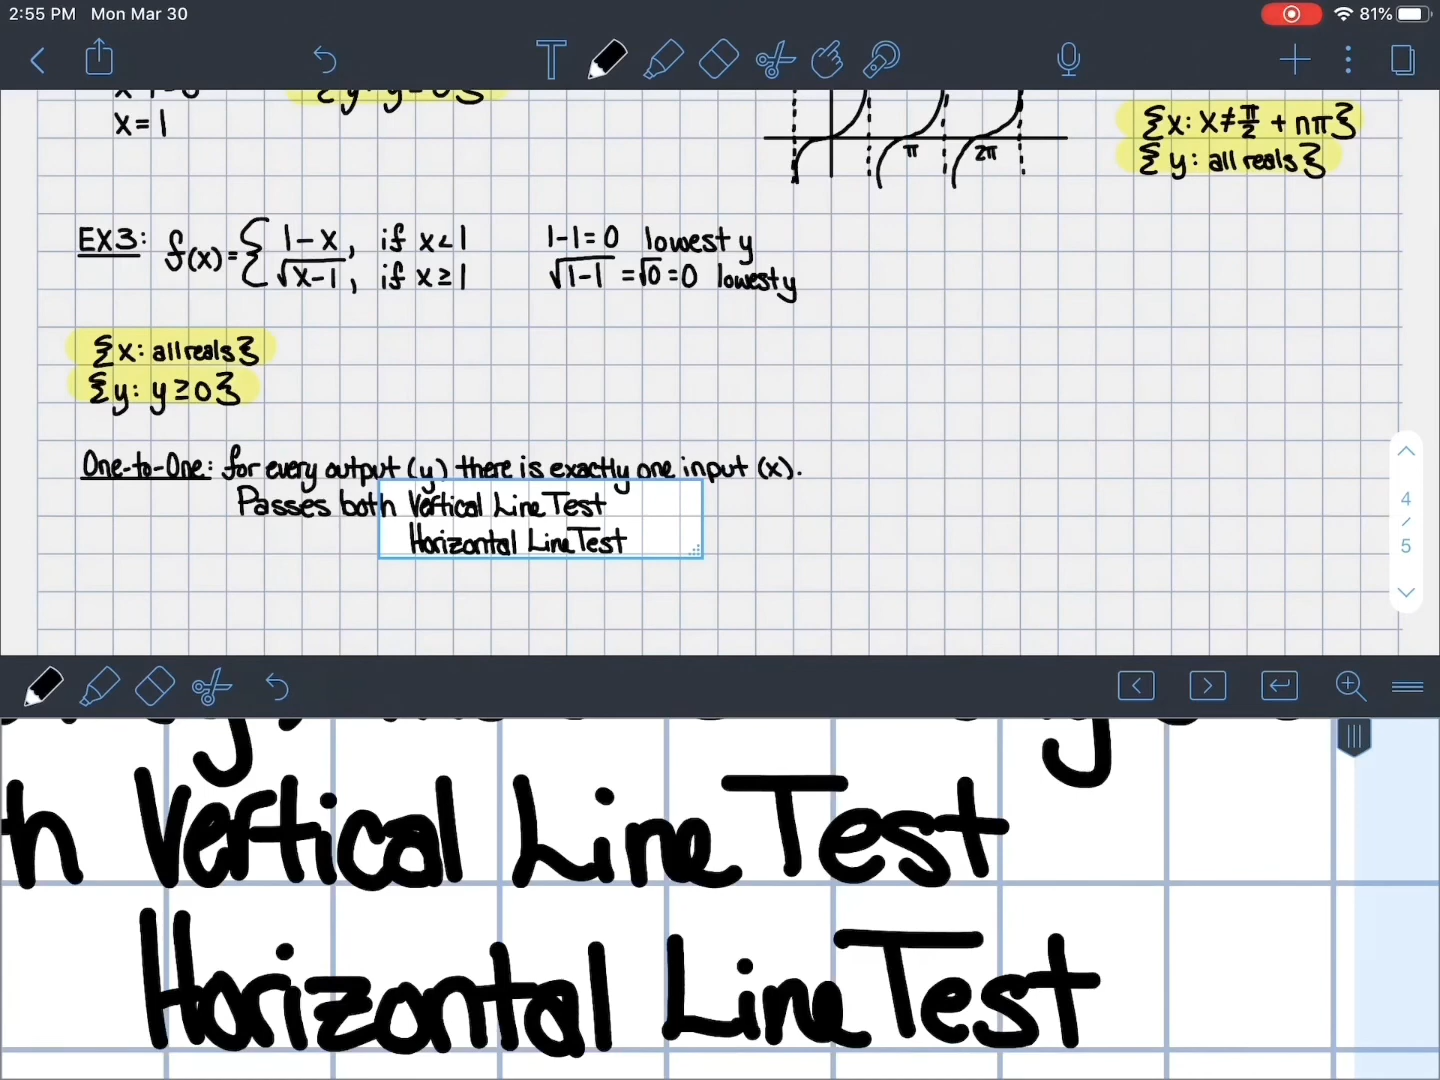 2:55 PM Mon Mar 30
81%
x = 1
π 2π
{x: x ≠ π/2 + nπ}
{y: all reals}
EX3: f(x) = { 1-x, if x < 1
√x-1, if x ≥ 1
1-1=0 lowest y
√1-1 = √0 = 0 lowest y
{x: all reals}
{y: y ≥ 0}
One-to-One: for every output (y) there is exactly one input (x).
Passes both Vertical Line Test
Horizontal Line Test
4
/
5
h Vertical Line Test
Horizontal Line Test